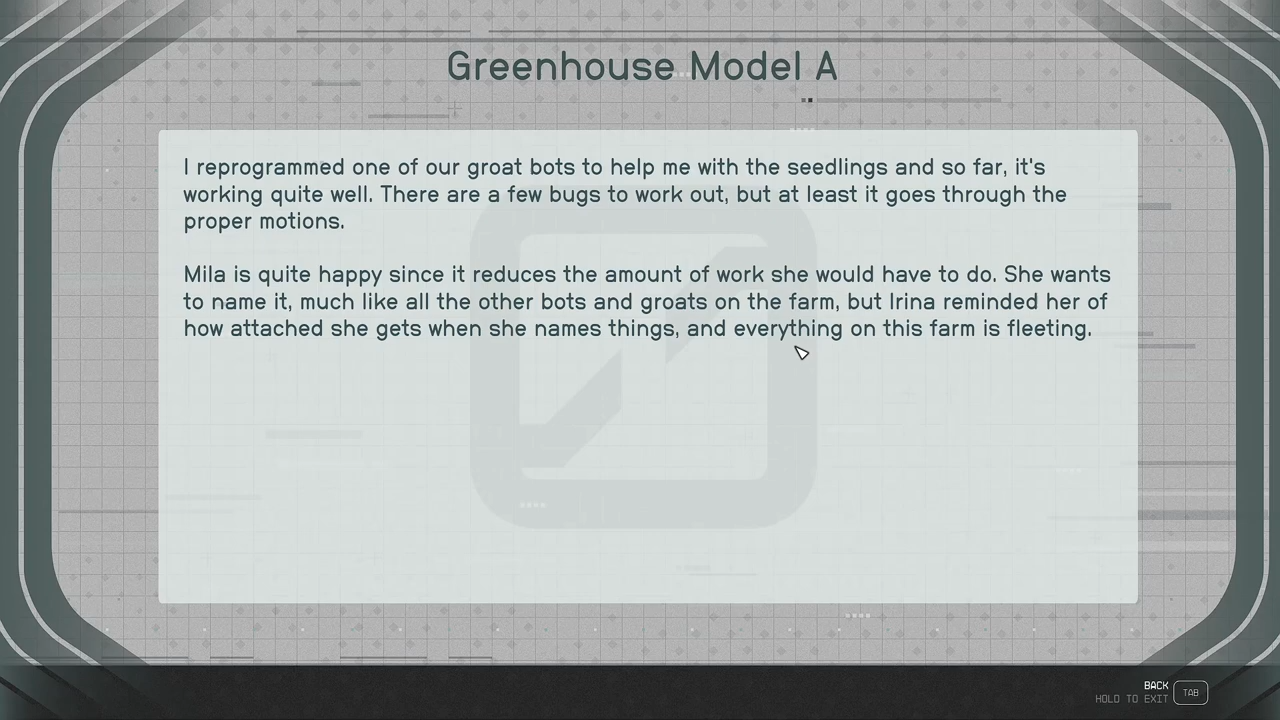 Greenhouse Model A
I reprogrammed one of our groat bots to help me with the seedlings and so far, it's
working quite well. There are a few bugs to work out, but at least it goes through the
proper motions.
Mila is quite happy since it reduces the amount of work she would have to do. She wants
to name it, much like all the other bots and groats on the farm, but Irina reminded her of
how attached she gets when she names things, and everything on this farm is fleeting.
BACK
HOLD TO EXIT TAB